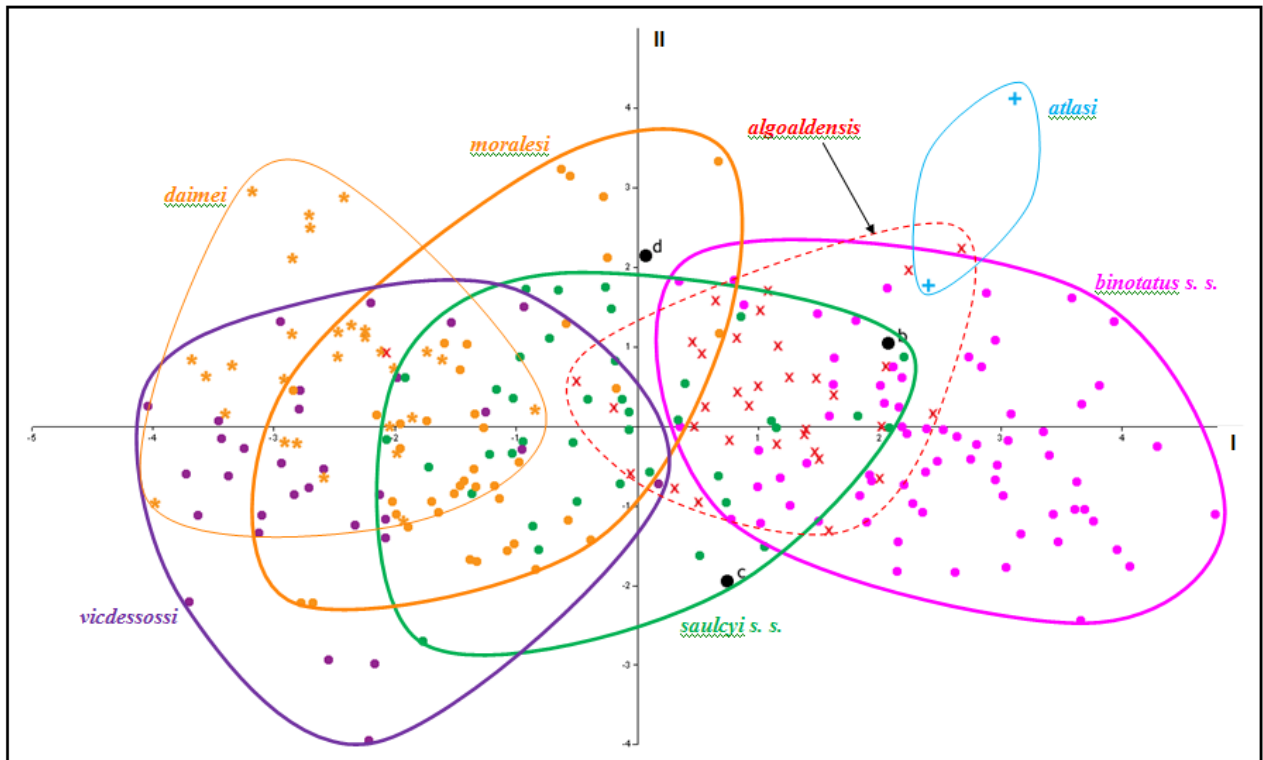 II
4
atlasi
algoaldensis
moralesi
3
daimei
d
2
binotatus s. s.
b
1
-5
-4
-3
-2
-1
1
2
3
4
I
-1
c
-2
vicdessossi
saulcyi s. s.
-3
-4